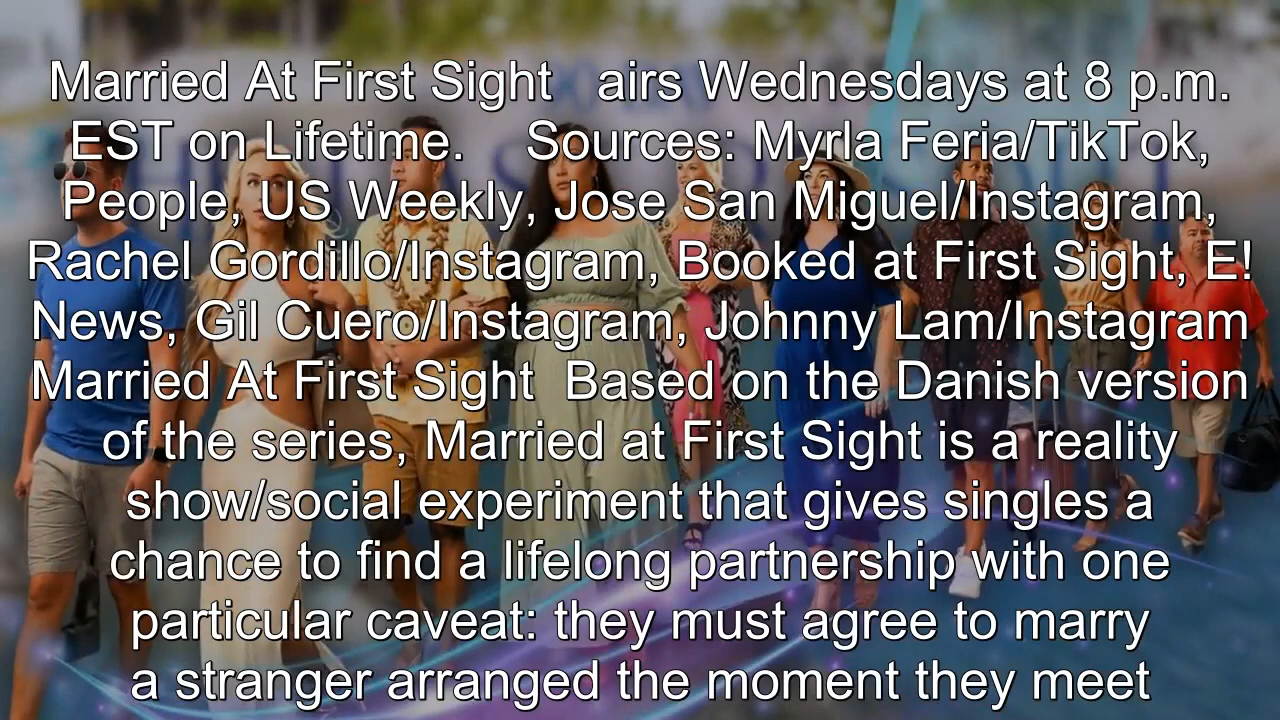 Married At First Sight   airs Wednesdays at 8 p.m.
EST on Lifetime.    Sources: Myrla Feria/TikTok,
People, US Weekly, Jose San Miguel/Instagram,
Rachel Gordillo/Instagram, Booked at First Sight, E!
News, Gil Cuero/Instagram, Johnny Lam/Instagram
Married At First Sight  Based on the Danish version
of the series, Married at First Sight is a reality
show/social experiment that gives singles a
chance to find a lifelong partnership with one
particular caveat: they must agree to marry
a stranger arranged the moment they meet